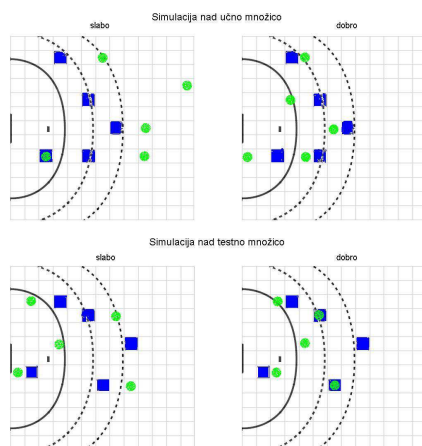 Simulacija nad učno množico
slabo
dobro
Simulacija nad testno množico
slabo
dobro